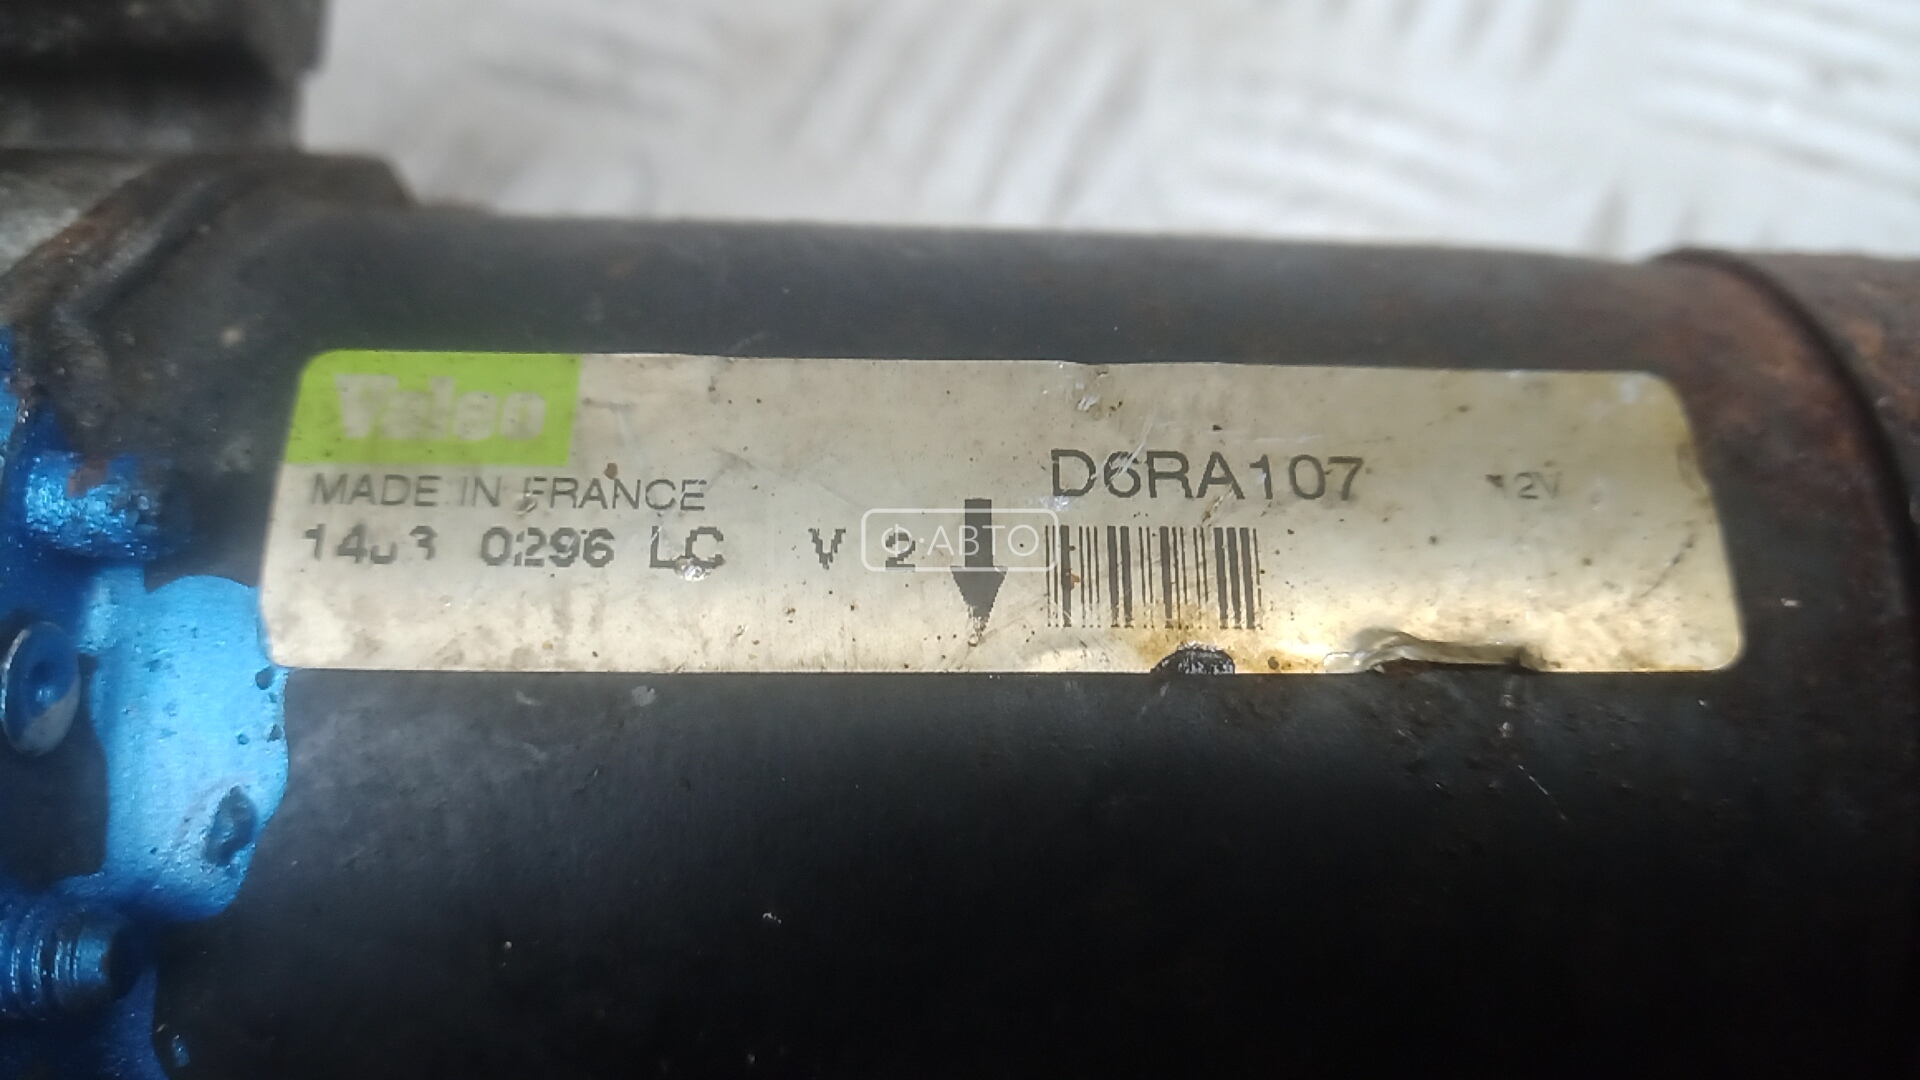 Valeo
MADE IN FRANCE
D6RA107 12V
0296 LC V 2
Ф·АВТО